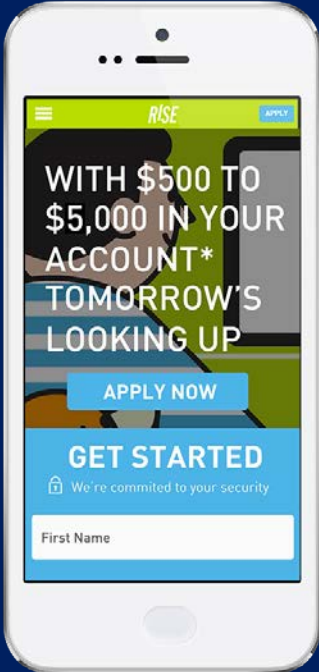 RISE
APPLY
WITH $500 TO
$5,000 IN YOUR
ACCOUNT*
TOMORROW'S
LOOKING UP
APPLY NOW
GET STARTED
We're commited to your security
First Name